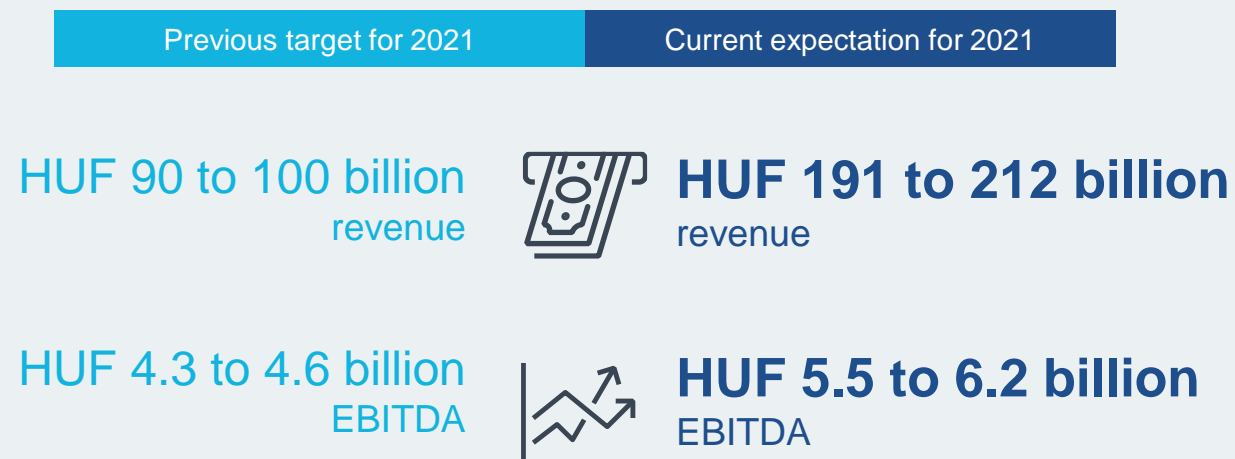 Previous target for 2021
Current expectation for 2021
HUF 90 to 100 billion
revenue
HUF 191 to 212 billion
revenue
HUF 4.3 to 4.6 billion
EBITDA
HUF 5.5 to 6.2 billion
EBITDA